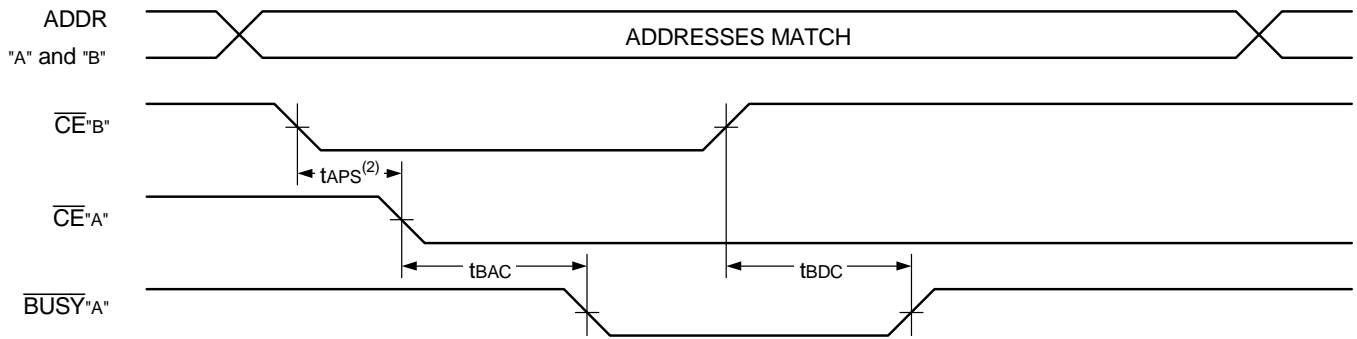 ADDR
"A" and "B"
ADDRESSES MATCH
CE"B"
tAPS(2)
CE"A"
tBAC
tBDC
BUSY"A"